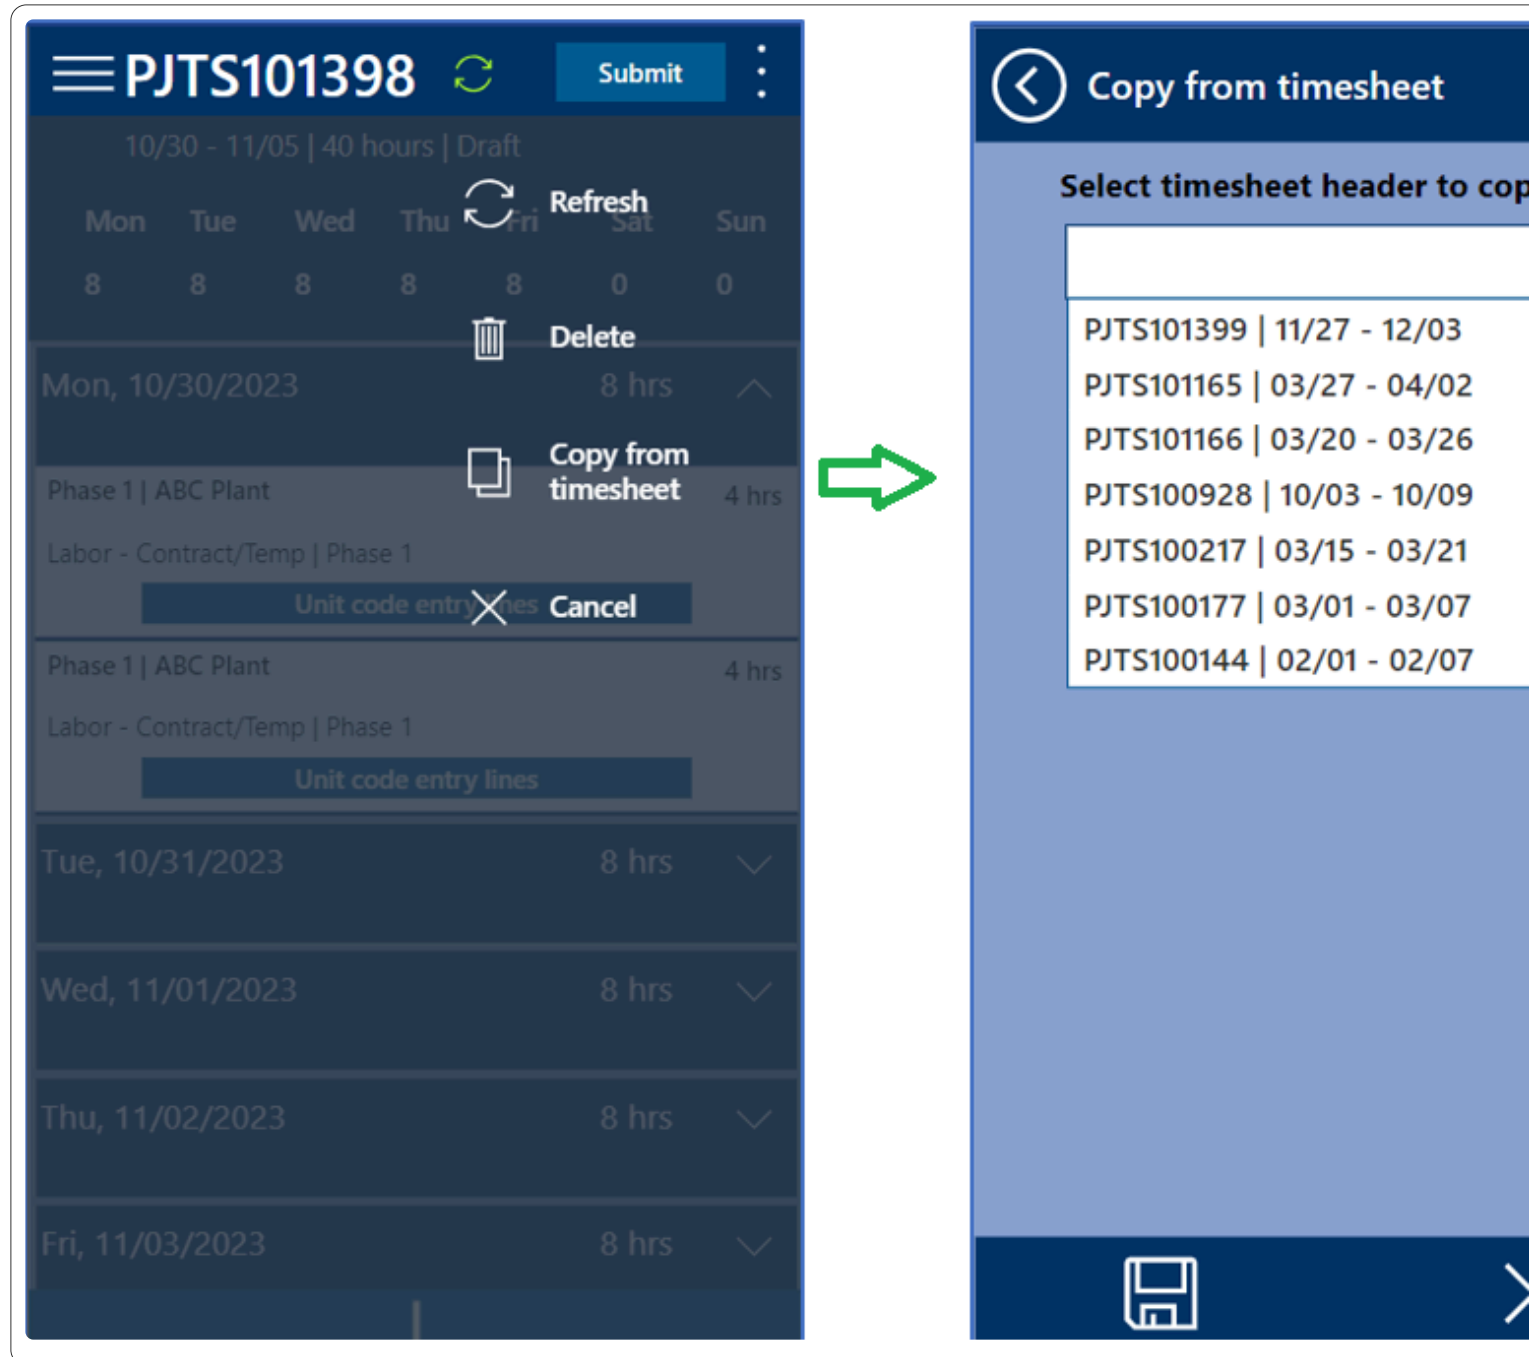 PJTS101398 Submit
10/30 - 11/05 | 40 hours | Draft
Refresh
Mon Tue Wed Thu Fri Sat Sun
8 8 8 8 8 0 0
Delete
Mon, 10/30/2023 8 hrs
Copy from
timesheet
Phase 1 | ABC Plant 4 hrs
Labor - Contract/Temp | Phase 1
Unit code entry lines
Cancel
Phase 1 | ABC Plant 4 hrs
Labor - Contract/Temp | Phase 1
Unit code entry lines
Tue, 10/31/2023 8 hrs
Wed, 11/01/2023 8 hrs
Thu, 11/02/2023 8 hrs
Fri, 11/03/2023 8 hrs
Copy from timesheet
Select timesheet header to cop
PJTS101399 | 11/27 - 12/03
PJTS101165 | 03/27 - 04/02
PJTS101166 | 03/20 - 03/26
PJTS100928 | 10/03 - 10/09
PJTS100217 | 03/15 - 03/21
PJTS100177 | 03/01 - 03/07
PJTS100144 | 02/01 - 02/07